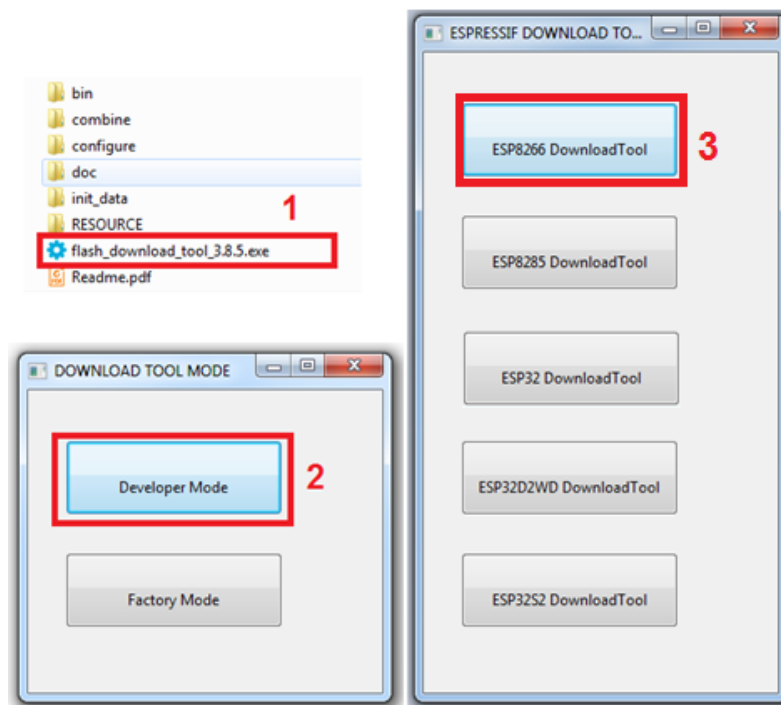 bin
combine
configure
doc
init_data
RESOURCE
1
flash_download_tool_3.8.5.exe
Readme.pdf
DOWNLOAD TOOL MODE
Developer Mode
2
Factory Mode
ESPRESSIF DOWNLOAD TO...
ESP8266 DownloadTool
3
ESP8285 DownloadTool
ESP32 DownloadTool
ESP32D2WD DownloadTool
ESP32S2 DownloadTool